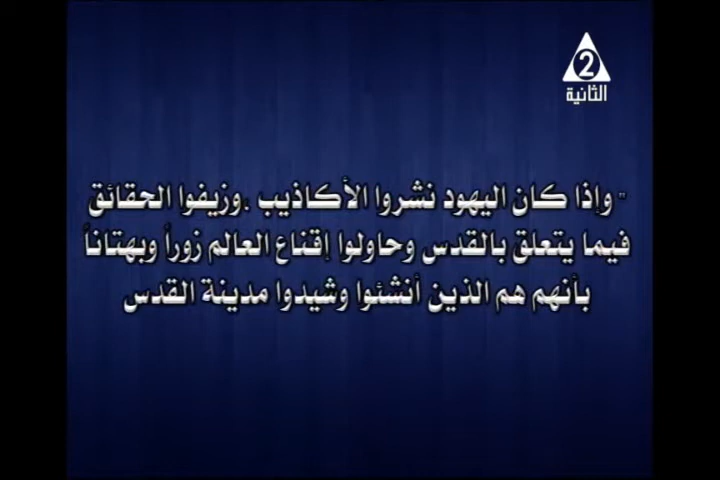 2
الثانية
" وإذا كان اليهود نشروا الأكاذيب ،وزيفوا الحقائق
فيما يتعلق بالقدس وحاولوا إقناع العالم زوراً وبهتاناً
بأنهم هم الذين أنشئوا وشيدوا مدينة القدس